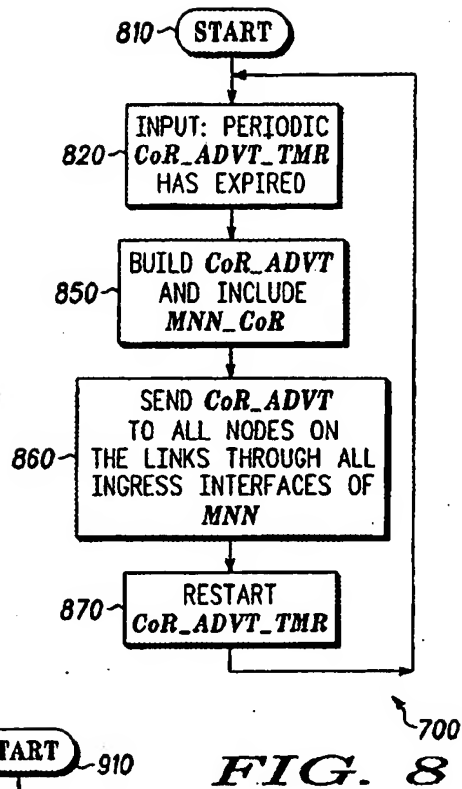 810
START
INPUT: PERIODIC
820
CoR_ADVT_TMR
HAS EXPIRED
BUILD CoR_ADVT
850
AND INCLUDE
MNN_CoR
SEND CoR_ADVT
TO ALL NODES ON
860
THE LINKS THROUGH ALL
INGRESS INTERFACES OF
MNN
870
RESTART
CoR_ADVT_TMR
700
TART
910
FIG. 8